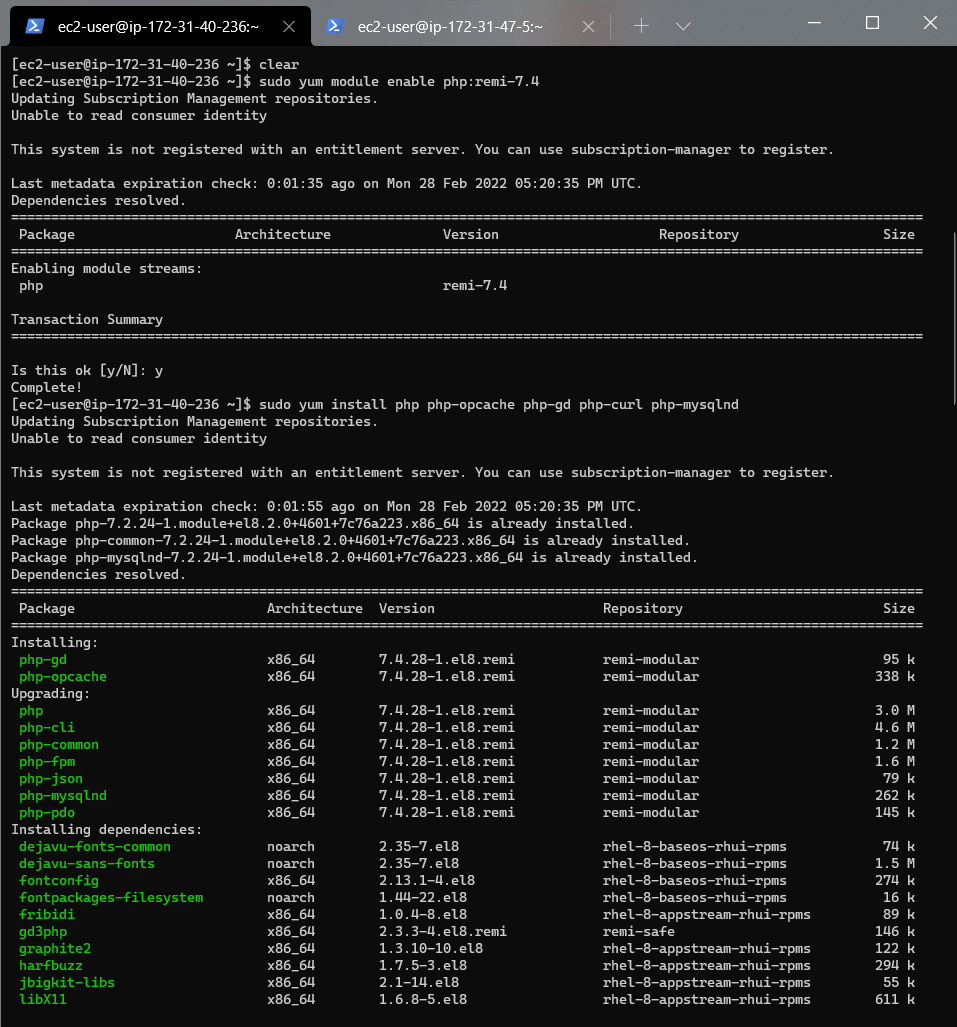 ec2-user@ip-172-31-40-236:~
ec2-user@ip-172-31-47-5:~
[ec2-user@ip-172-31-40-236 ~]$ clear
[ec2-user@ip-172-31-40-236 ~]$ sudo yum module enable php:remi-7.4
Updating Subscription Management repositories.
Unable to read consumer identity
This system is not registered with an entitlement server. You can use subscription-manager to register.
Last metadata expiration check: 0:01:35 ago on Mon 28 Feb 2022 05:20:35 PM UTC.
Dependencies resolved.
==================================================================================================================
Package Architecture Version Repository Size
==================================================================================================================
Enabling module streams:
php remi-7.4
Transaction Summary
==================================================================================================================
Is this ok [y/N]: y
Complete!
[ec2-user@ip-172-31-40-236 ~]$ sudo yum install php php-opcache php-gd php-curl php-mysqlnd
Updating Subscription Management repositories.
Unable to read consumer identity
This system is not registered with an entitlement server. You can use subscription-manager to register.
Last metadata expiration check: 0:01:55 ago on Mon 28 Feb 2022 05:20:35 PM UTC.
Package php-7.2.24-1.module+el8.2.0+4601+7c76a223.x86_64 is already installed.
Package php-common-7.2.24-1.module+el8.2.0+4601+7c76a223.x86_64 is already installed.
Package php-mysqlnd-7.2.24-1.module+el8.2.0+4601+7c76a223.x86_64 is already installed.
Dependencies resolved.
==================================================================================================================
Package Architecture Version Repository Size
==================================================================================================================
Installing:
php-gd x86_64 7.4.28-1.el8.remi remi-modular 95 k
php-opcache x86_64 7.4.28-1.el8.remi remi-modular 338 k
Upgrading:
php x86_64 7.4.28-1.el8.remi remi-modular 3.0 M
php-cli x86_64 7.4.28-1.el8.remi remi-modular 4.6 M
php-common x86_64 7.4.28-1.el8.remi remi-modular 1.2 M
php-fpm x86_64 7.4.28-1.el8.remi remi-modular 1.6 M
php-json x86_64 7.4.28-1.el8.remi remi-modular 79 k
php-mysqlnd x86_64 7.4.28-1.el8.remi remi-modular 262 k
php-pdo x86_64 7.4.28-1.el8.remi remi-modular 145 k
Installing dependencies:
dejavu-fonts-common noarch 2.35-7.el8 rhel-8-baseos-rhui-rpms 74 k
dejavu-sans-fonts noarch 2.35-7.el8 rhel-8-baseos-rhui-rpms 1.5 M
fontconfig x86_64 2.13.1-4.el8 rhel-8-baseos-rhui-rpms 274 k
fontpackages-filesystem noarch 1.44-22.el8 rhel-8-baseos-rhui-rpms 16 k
fribidi x86_64 1.0.4-8.el8 rhel-8-appstream-rhui-rpms 89 k
gd3php x86_64 2.3.3-4.el8.remi remi-safe 146 k
graphite2 x86_64 1.3.10-10.el8 rhel-8-appstream-rhui-rpms 122 k
harfbuzz x86_64 1.7.5-3.el8 rhel-8-appstream-rhui-rpms 294 k
jbigkit-libs x86_64 2.1-14.el8 rhel-8-appstream-rhui-rpms 55 k
libX11 x86_64 1.6.8-5.el8 rhel-8-appstream-rhui-rpms 611 k